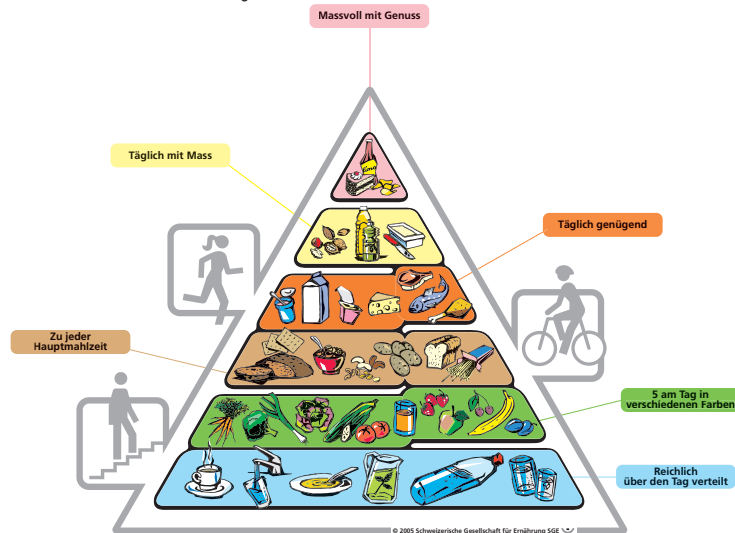 Massvoll mit Genuss
Täglich mit Mass
Täglich genügend
Zu jeder
Hauptmahlzeit
5 am Tag in
verschiedenen Farben
Reichlich
über den Tag verteilt
© 2005 Schweizerische Gesellschaft für Ernährung SGE